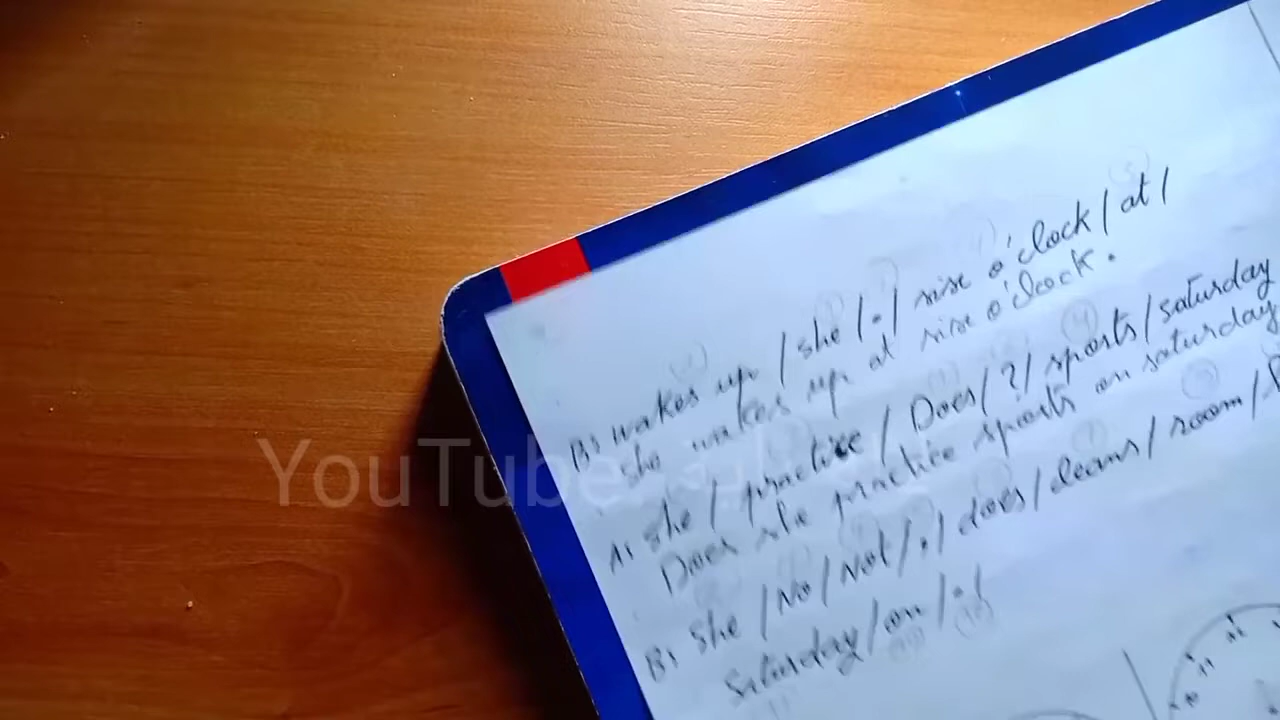 B: wakes up / she / . / nine o'clock / at /
she wakes up at nine o'clock.
A: she / practice / Does / ? / sports / saturday
Does she practice sports on saturday
B: she / No / Not / . / does / cleans / room /
Saturday / on / . /
YouTube